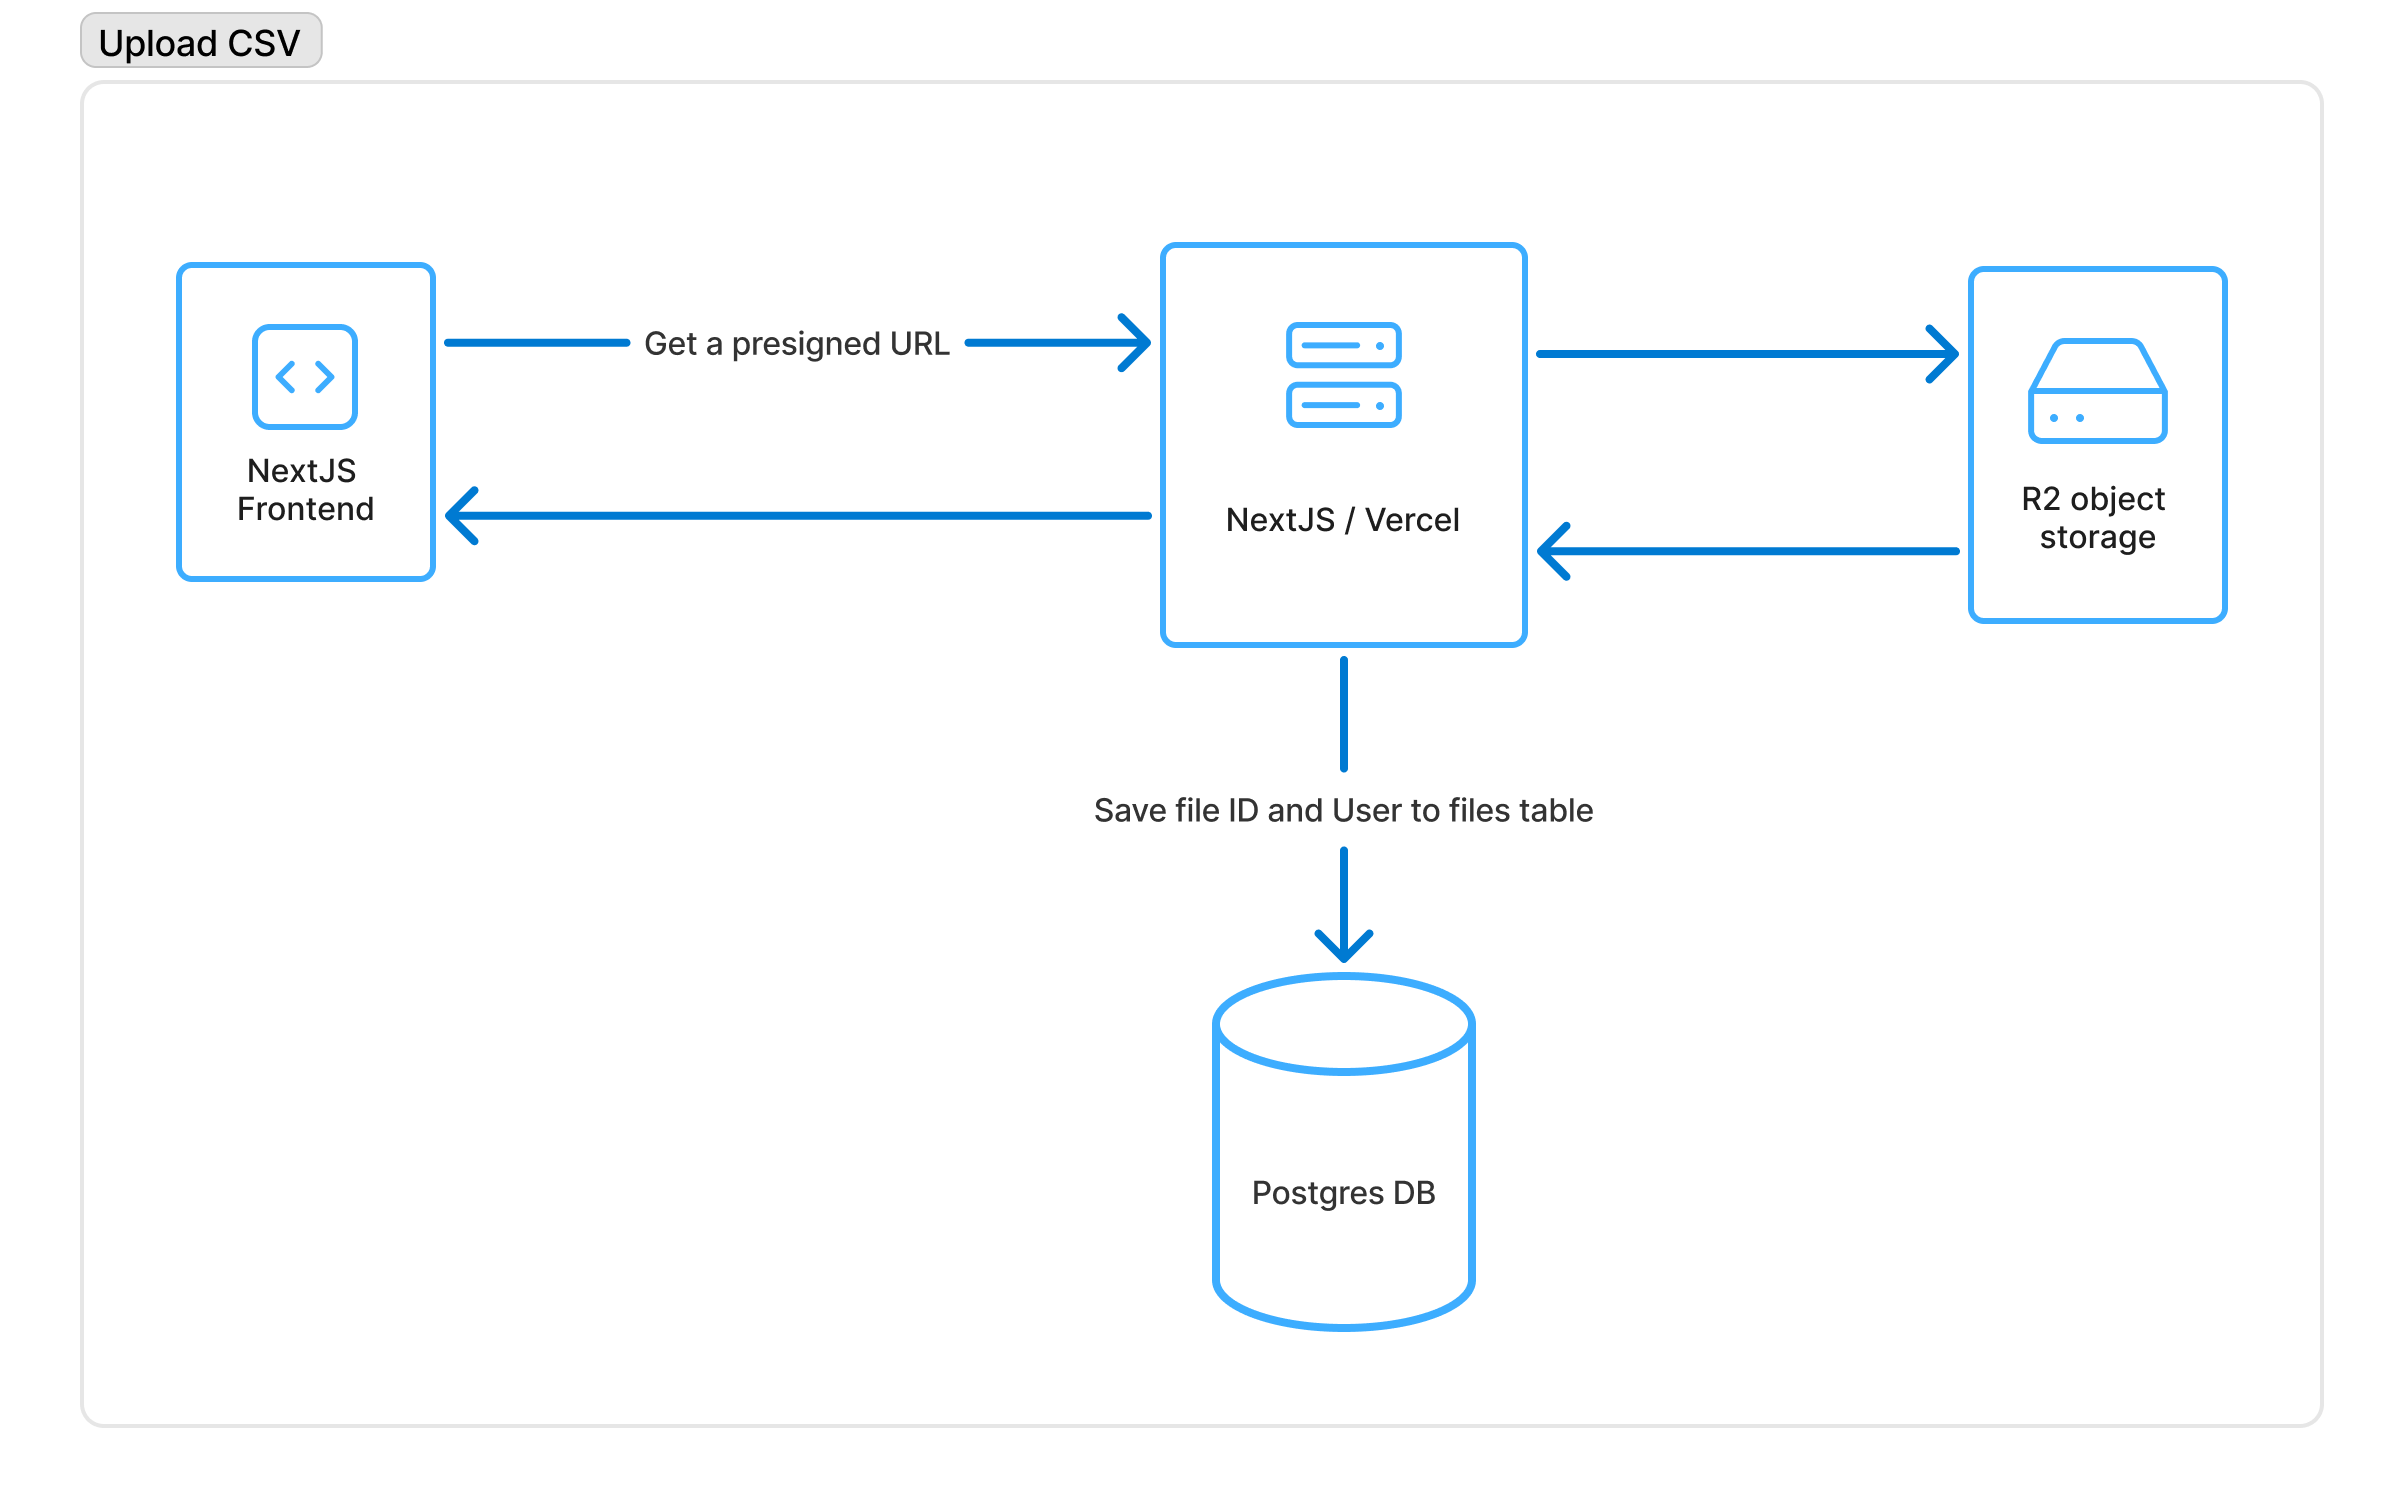 Upload CSV
Get a presigned URL
NextJS
Frontend
NextJS / Vercel
R2 object
storage
Save file ID and User to files table
Postgres DB